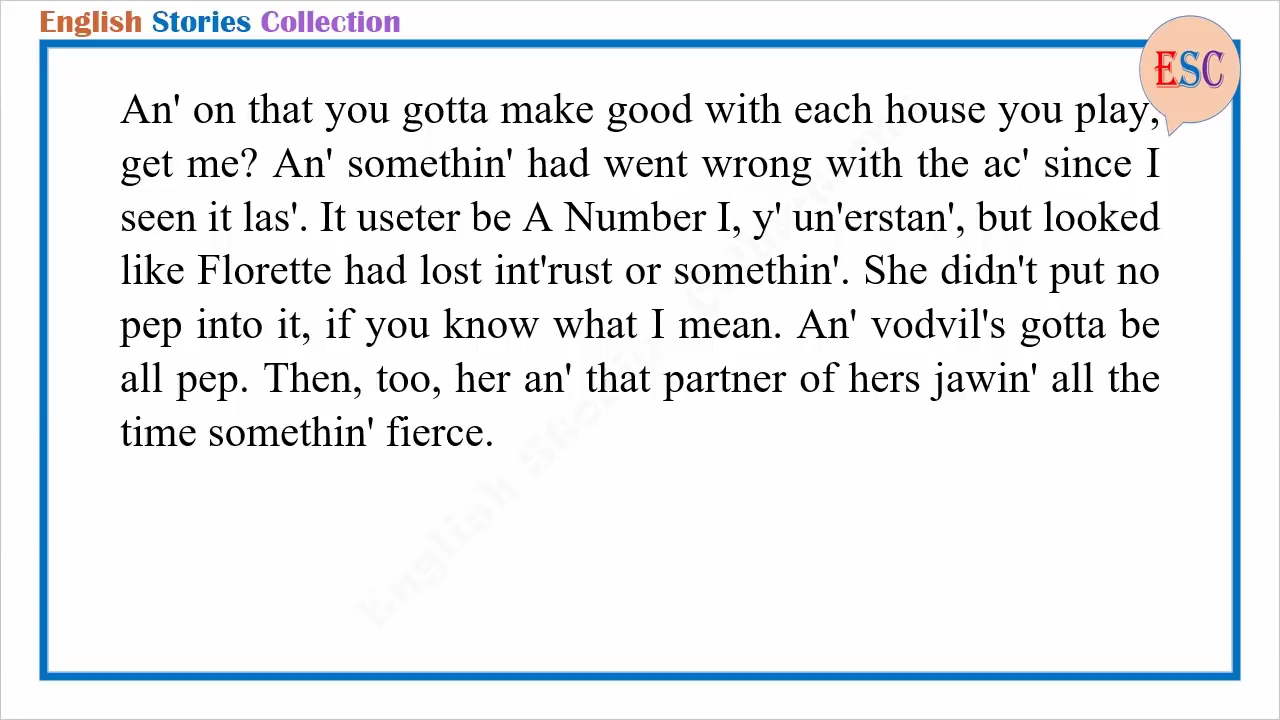 English Stories Collection
ESC
An' on that you gotta make good with each house you play,
get me? An' somethin' had went wrong with the ac' since I
seen it las'. It useter be A Number I, y' un'erstan', but looked
like Florette had lost int'rust or somethin'. She didn't put no
pep into it, if you know what I mean. An' vodvil's gotta be
all pep. Then, too, her an' that partner of hers jawin' all the
time somethin' fierce.
English Stories Collection